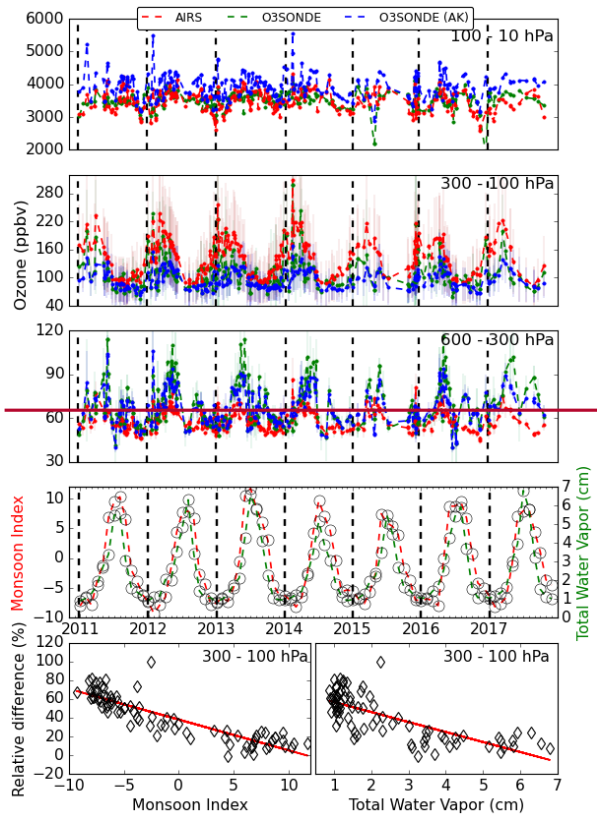 AIRS O3SONDE O3SONDE (AK)
100 - 10 hPa
6000
5000
4000
3000
2000
300 - 100 hPa
280
220
160
100
40
Ozone (ppbv)
600 - 300 hPa
120
90
60
30
Monsoon Index
10
5
0
−5
−10
7
6
5
4
3
2
1
0
Total Water Vapor (cm)
2011 2012 2013 2014 2015 2016 2017
Relative difference (%)
120
100
80
60
40
20
0
−20
300 - 100 hPa
−10 −5 0 5 10
Monsoon Index
300 - 100 hPa
1 2 3 4 5 6 7
Total Water Vapor (cm)